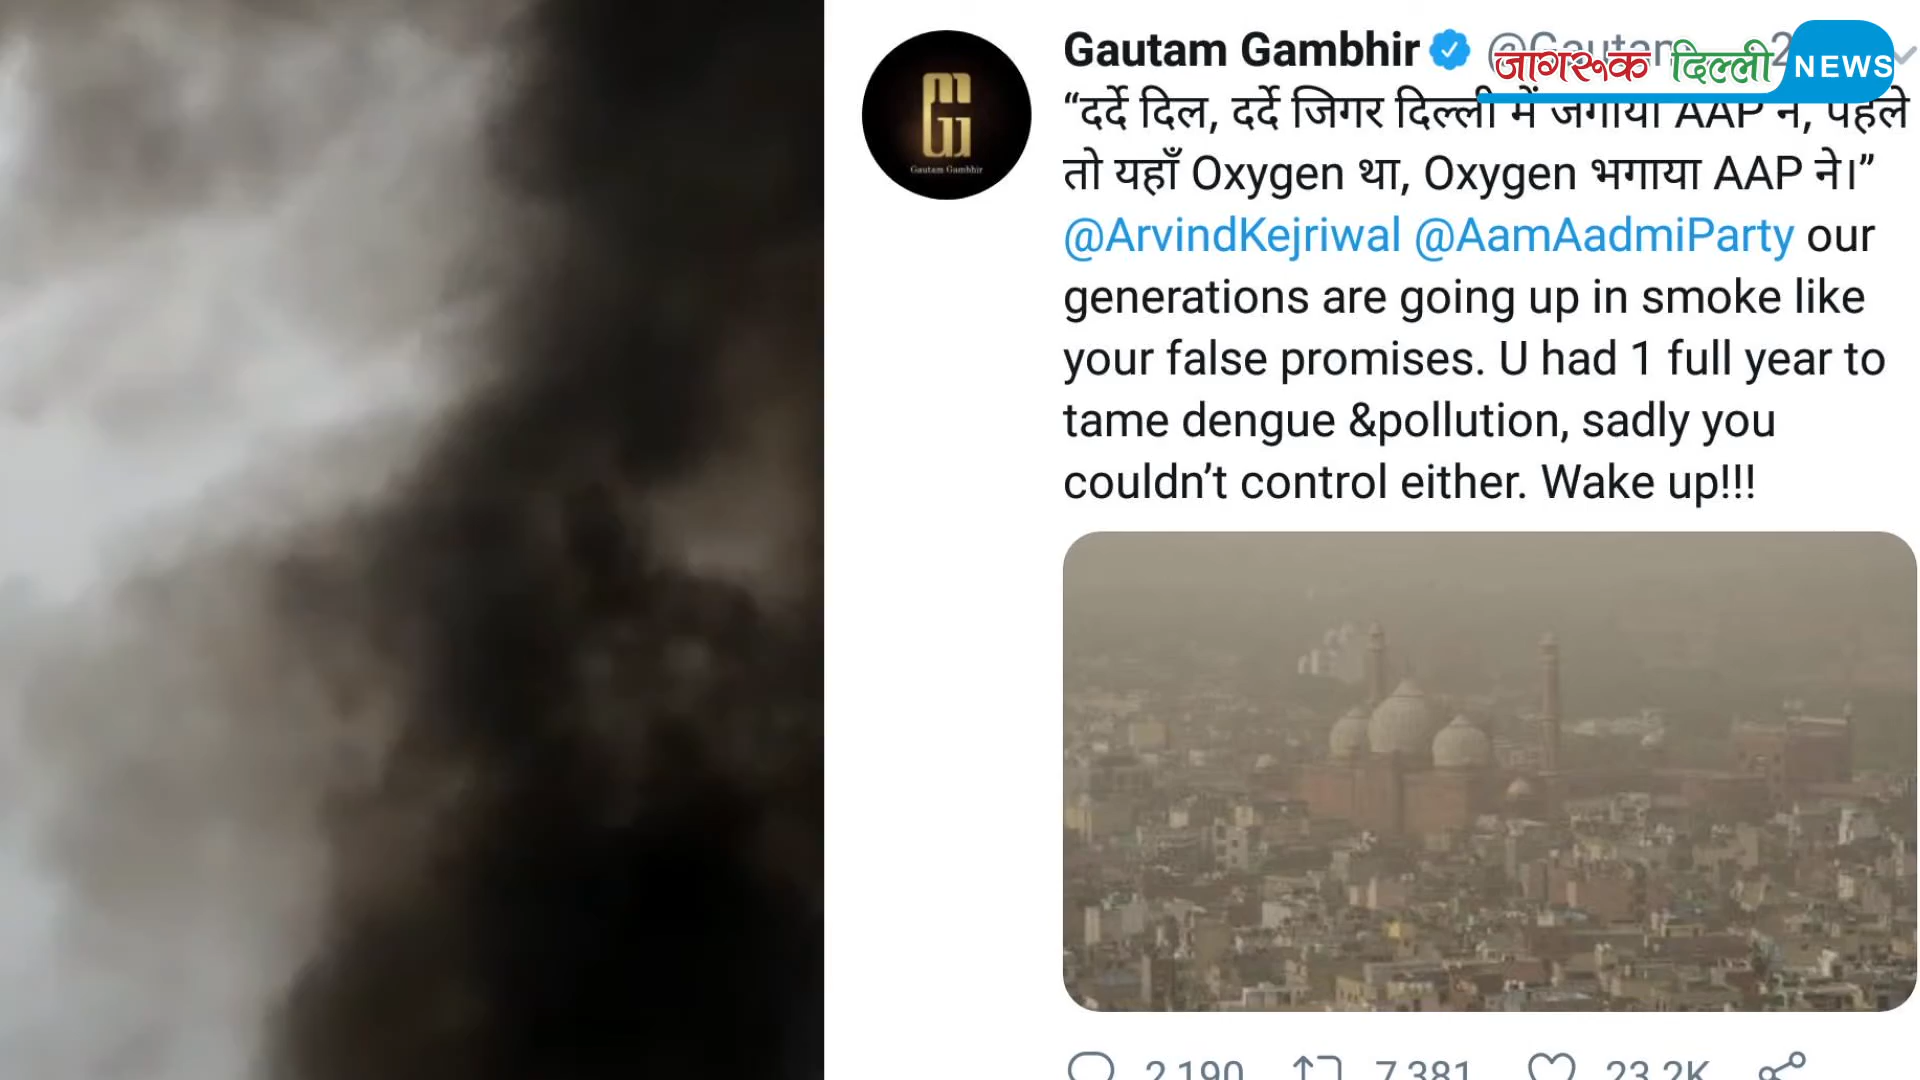 Gautam Gambhir
जागरूक दिल्ली NEWS
“दर्दे दिल, दर्दे जिगर दिल्ली में जगाया AAP ने, पहले
तो यहाँ Oxygen था, Oxygen भगाया AAP ने।”
@ArvindKejriwal @AamAadmiParty our
generations are going up in smoke like
your false promises. U had 1 full year to
tame dengue &pollution, sadly you
couldn’t control either. Wake up!!!
Gautam Gambhir
2,190 7,381 23.2K